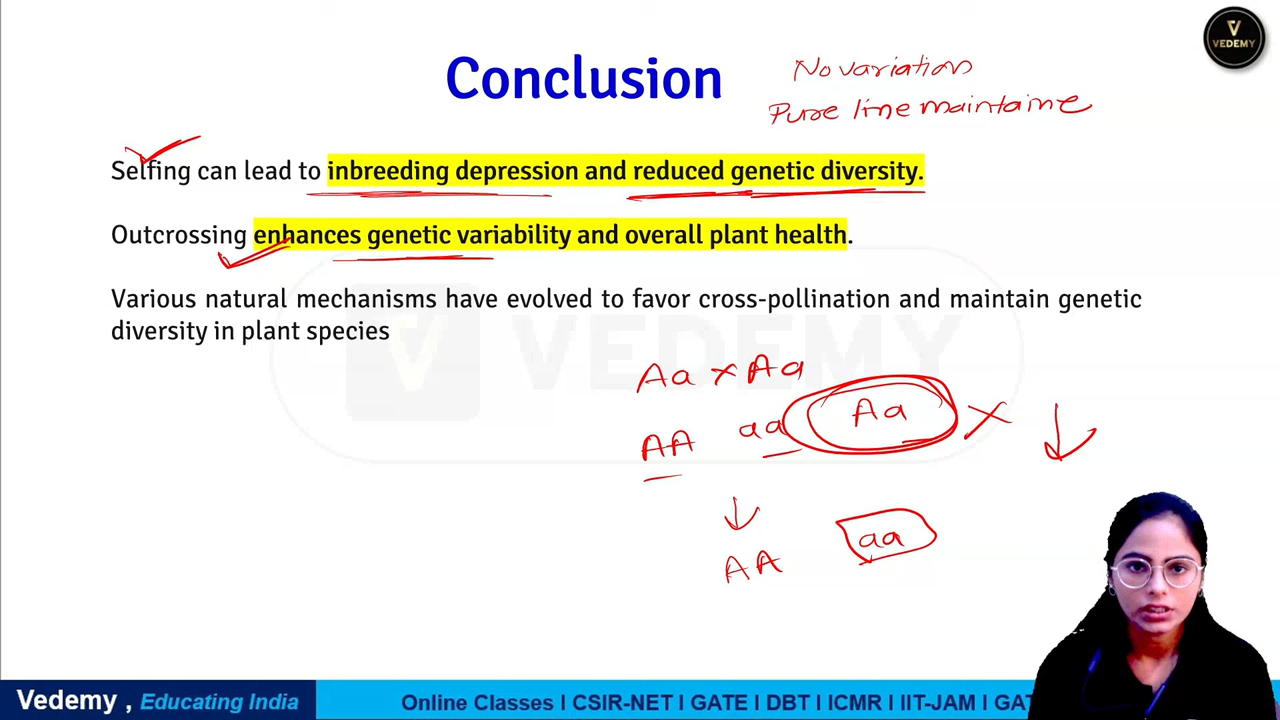 VEDEMY
Conclusion
No variation
Pure line maintaine
Selfing can lead to inbreeding depression and reduced genetic diversity.
Outcrossing enhances genetic variability and overall plant health.
Various natural mechanisms have evolved to favor cross-pollination and maintain genetic
diversity in plant species
VEDEMY
Aa × Aa
AA aa Aa ×
AA aa
Vedemy , Educating India
Online Classes I CSIR-NET I GATE I DBT I ICMR I IIT-JAM I GAT